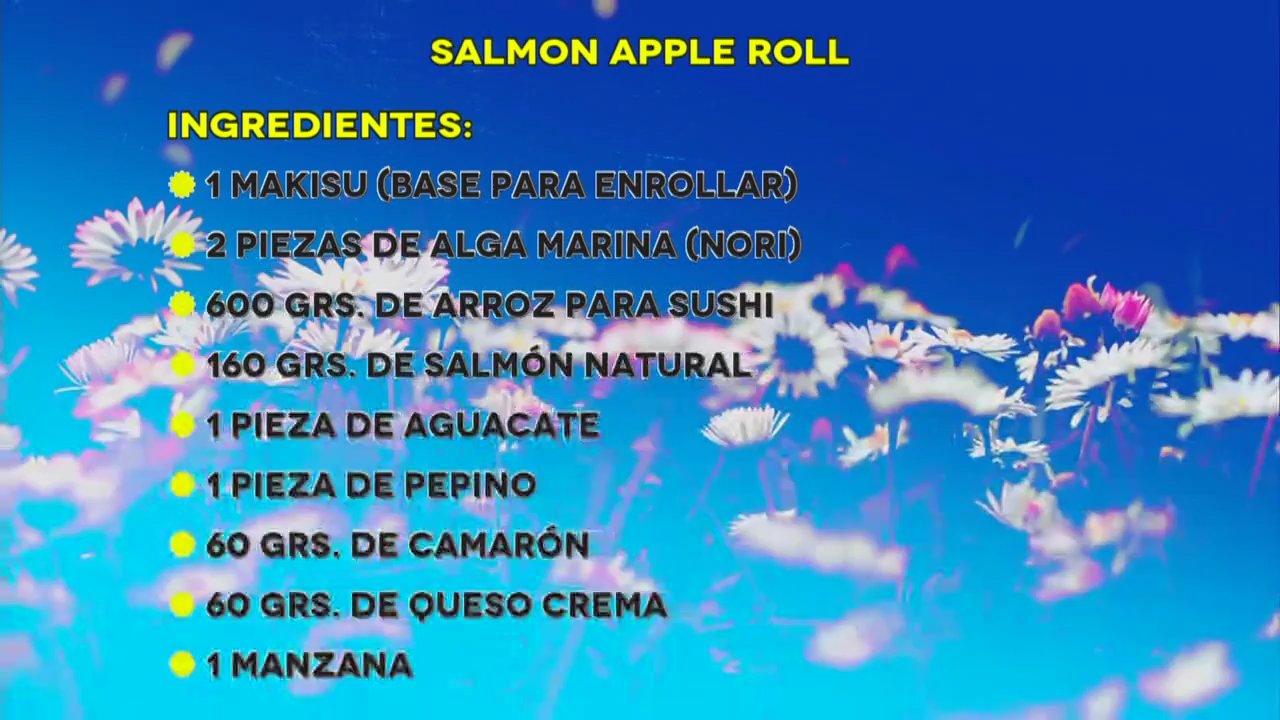 SALMON APPLE ROLL
INGREDIENTES:
1 MAKISU (BASE PARA ENROLLAR)
2 PIEZAS DE ALGA MARINA (NORI)
600 GRS. DE ARROZ PARA SUSHI
160 GRS. DE SALMÓN NATURAL
1 PIEZA DE AGUACATE
1 PIEZA DE PEPINO
60 GRS. DE CAMARÓN
60 GRS. DE QUESO CREMA
1 MANZANA